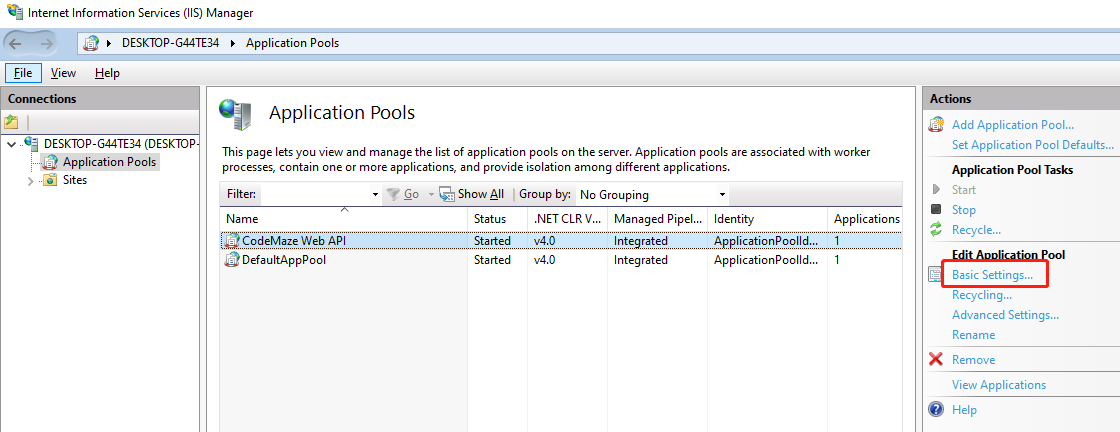 Internet Information Services (IIS) Manager
DESKTOP-G44TE34 Application Pools
File View Help
Connections
DESKTOP-G44TE34 (DESKTOP-
Application Pools
Sites
Application Pools
This page lets you view and manage the list of application pools on the server. Application pools are associated with worker
processes, contain one or more applications, and provide isolation among different applications.
Filter: Go Show All Group by: No Grouping
Name Status .NET CLR V... Managed Pipel... Identity Applications
CodeMaze Web API Started v4.0 Integrated ApplicationPoolId... 1
DefaultAppPool Started v4.0 Integrated ApplicationPoolId... 1
Actions
Add Application Pool...
Set Application Pool Defaults...
Application Pool Tasks
Start
Stop
Recycle...
Edit Application Pool
Basic Settings...
Recycling...
Advanced Settings...
Rename
Remove
View Applications
Help